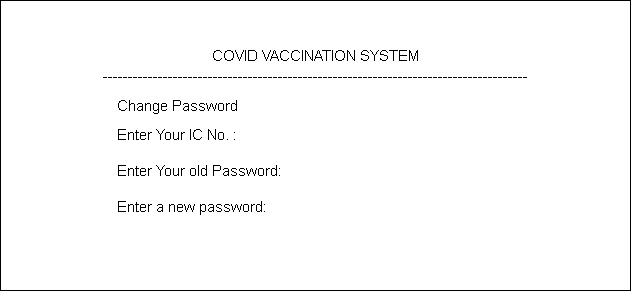 COVID VACCINATION SYSTEM
-------------------------------------------------------------------------------------
Change Password
Enter Your IC No. :
Enter Your old Password:
Enter a new password: